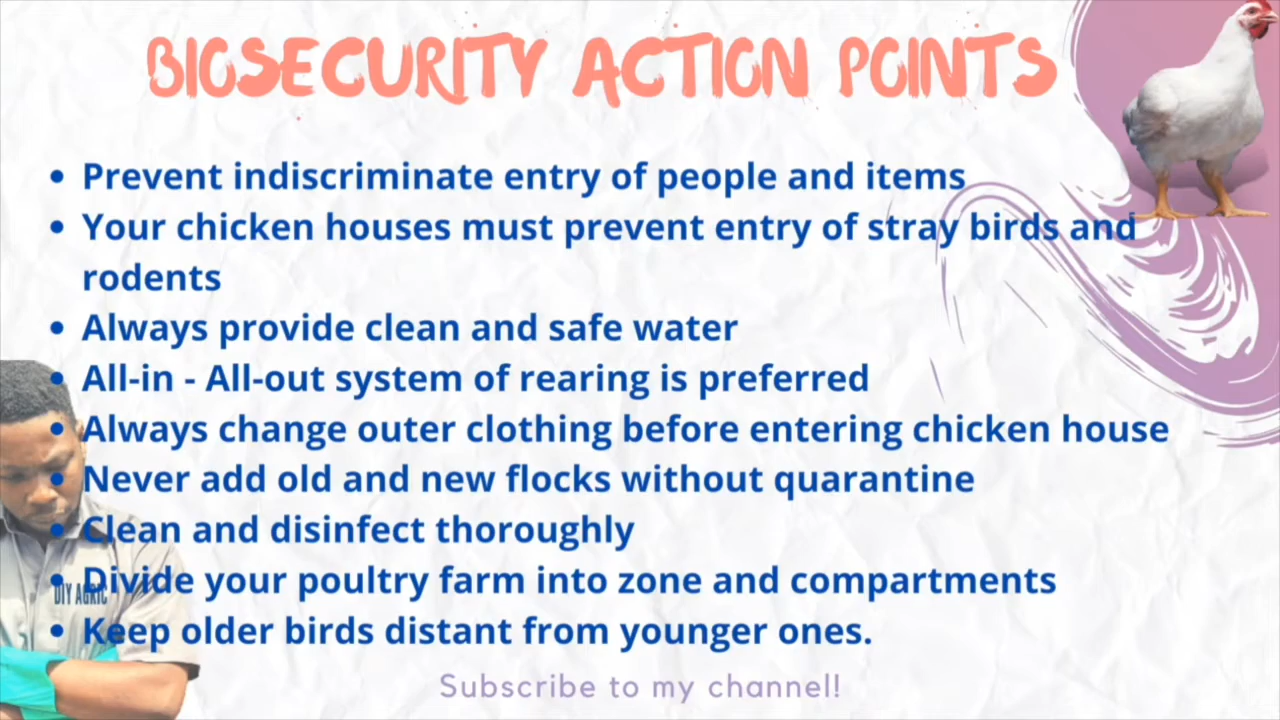 BIOSECURITY ACTION POINTS
• Prevent indiscriminate entry of people and items
• Your chicken houses must prevent entry of stray birds and
rodents
• Always provide clean and safe water
• All-in - All-out system of rearing is preferred
• Always change outer clothing before entering chicken house
• Never add old and new flocks without quarantine
• Clean and disinfect thoroughly
• Divide your poultry farm into zone and compartments
DIY AGRIC
• Keep older birds distant from younger ones.
Subscribe to my channel!